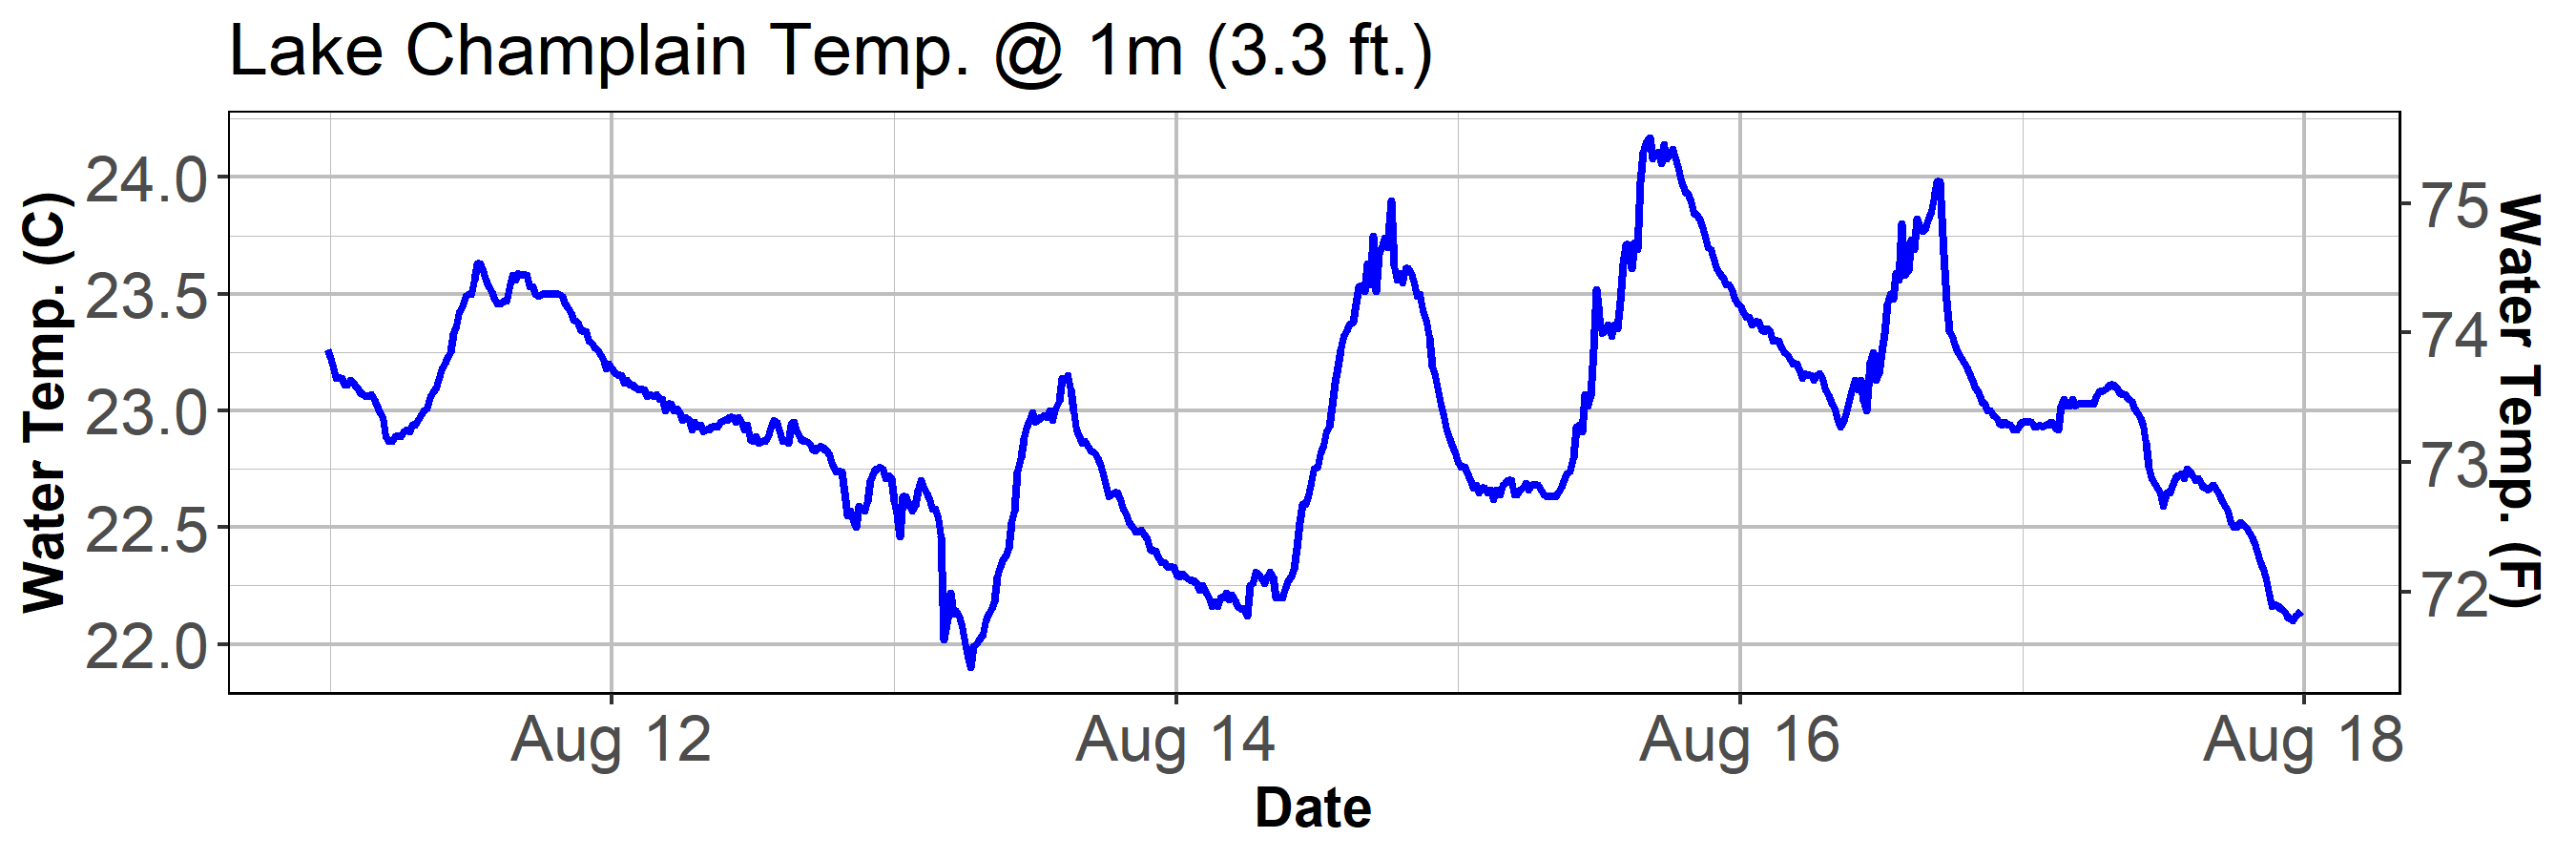 Lake Champlain Temp. @ 1m (3.3 ft.)
Water Temp. (C)
24.0
23.5
23.0
22.5
22.0
75
74
73
72
Water Temp. (F)
Aug 12
Aug 14
Aug 16
Aug 18
Date